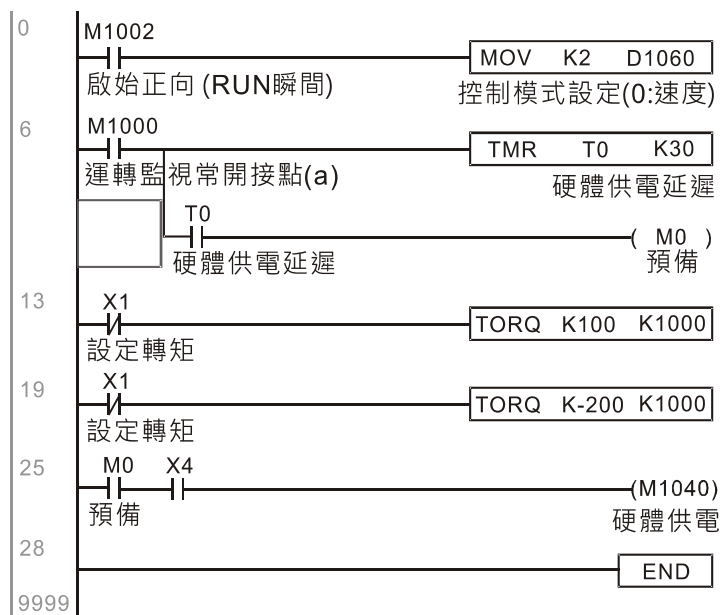 0
M1002
MOV K2 D1060
啟始正向 (RUN瞬間)
控制模式設定(0:速度)
6
M1000
TMR T0 K30
運轉監視常開接點(a)
硬體供電延遲
T0
( M0 )
硬體供電延遲
預備
13
X1
TORQ K100 K1000
設定轉矩
19
X1
TORQ K-200 K1000
設定轉矩
25
M0 X4
(M1040)
預備
硬體供電
28
END
9999